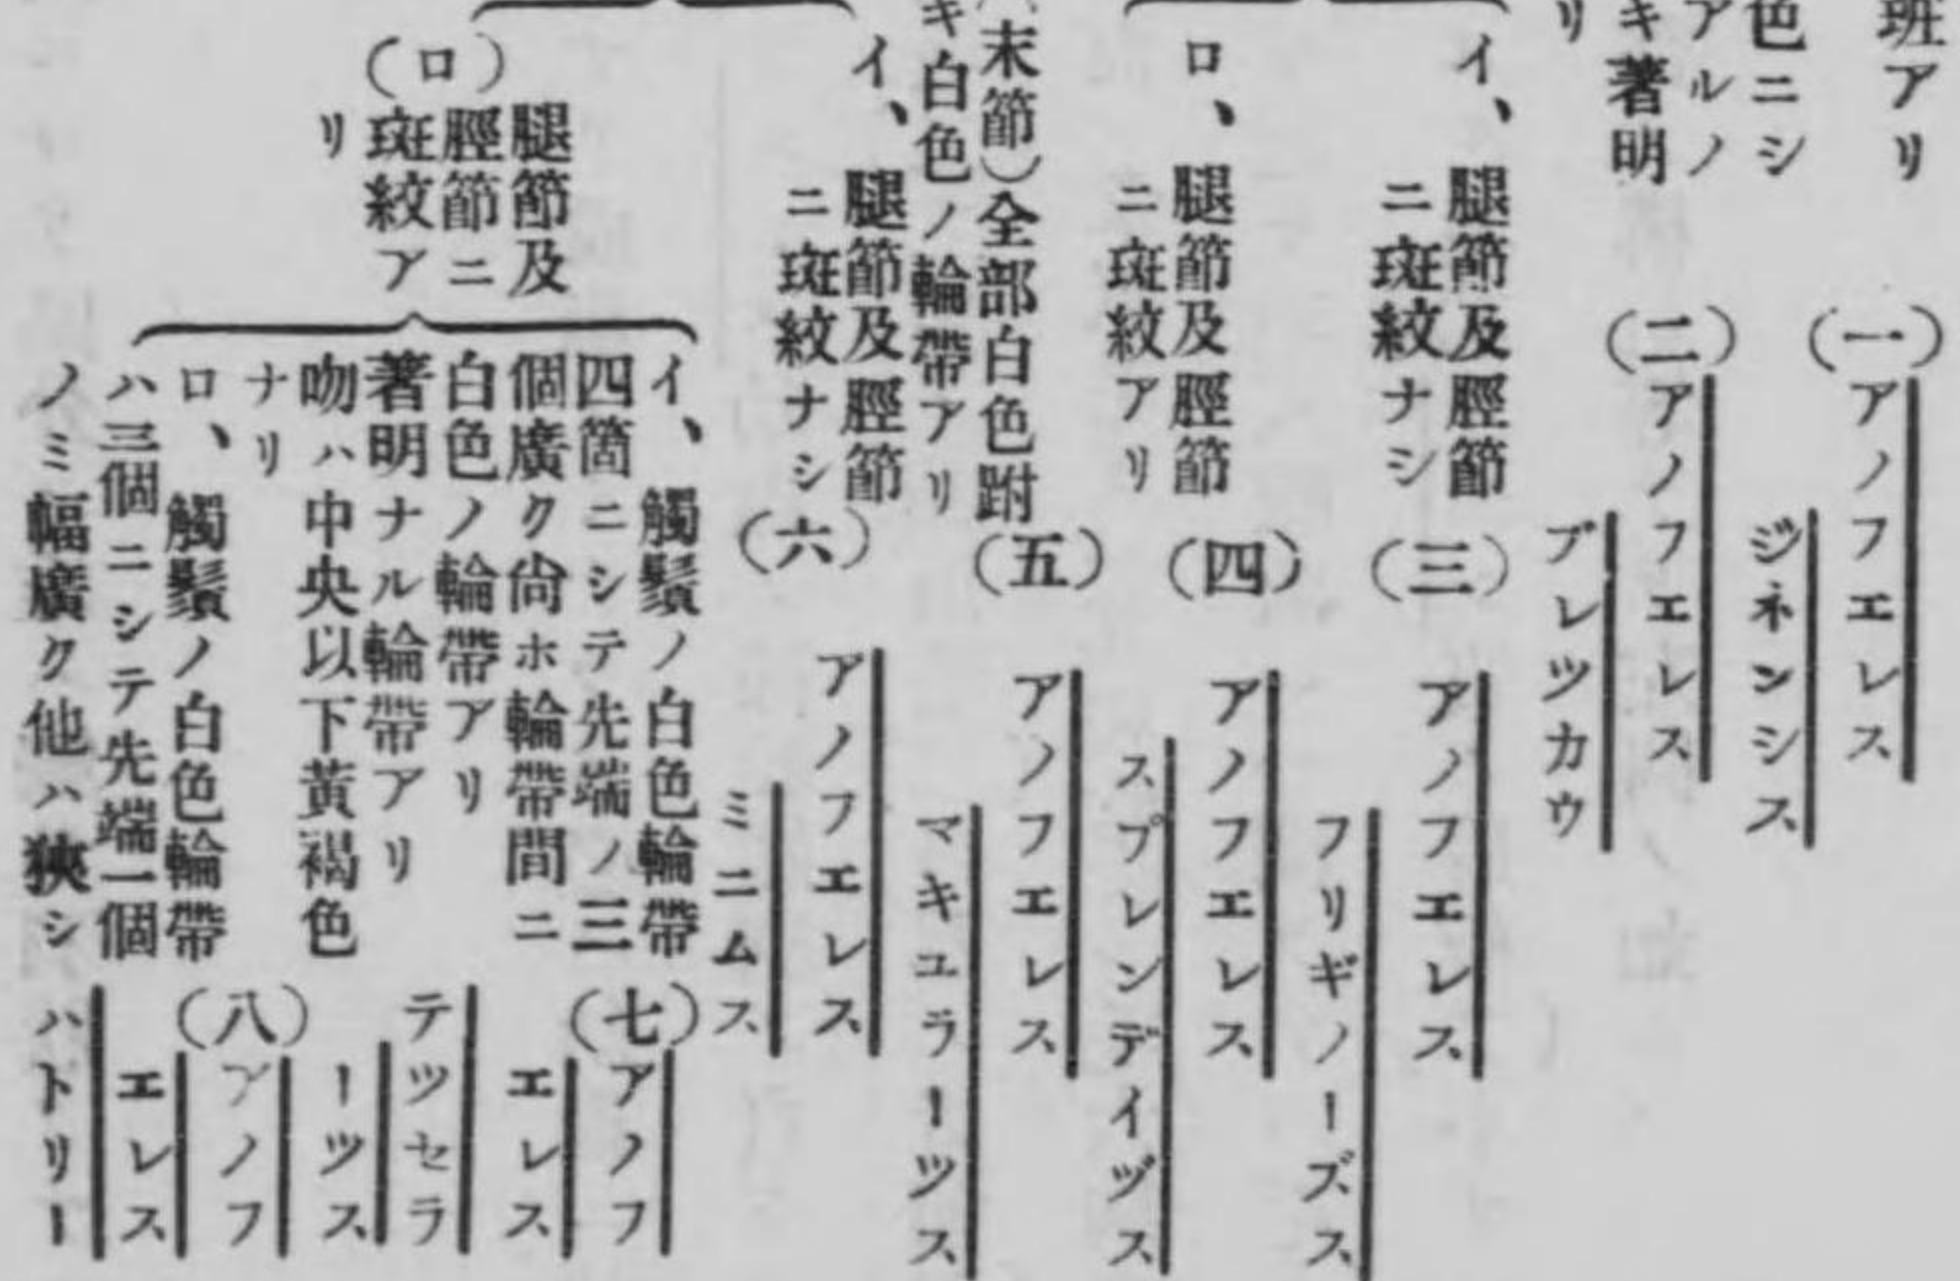 班アリ
(一)アノフエレス
ジネンシス
色ニシ
アルノ
キ著明
リ
(二)アノフエレス
プレツカウ
イ、腿節及脛節
ニ斑紋ナシ
(三)アノフエレス
フリギノーズス
ロ、腿節及脛節
ニ斑紋アリ
(四)アノフエレス
スプレンデイヅス
(末節)全部白色跗
キ白色ノ輪帶アリ
(五)アノフエレス
マキユラーツス
イ、腿節及脛節
ニ斑紋ナシ
(六)アノフエレス
ミニムス
(ロ)
腿節及
脛節ニ
斑紋ア
リ
イ、觸鬚ノ白色輪帶
四箇ニシテ先端ノ三
個廣ク尙ホ輪帶間ニ
白色ノ輪帶アリ
著明ナル輪帶アリ
吻ハ中央以下黃褐色
ナリ
(七)アノフ
エレス
テツセラ
ーツス
ロ、觸鬚ノ白色輪帶
ハ三個ニシテ先端一個
ノミ幅廣ク他ハ狹シ
(八)アノフ
エレス
ハトリー